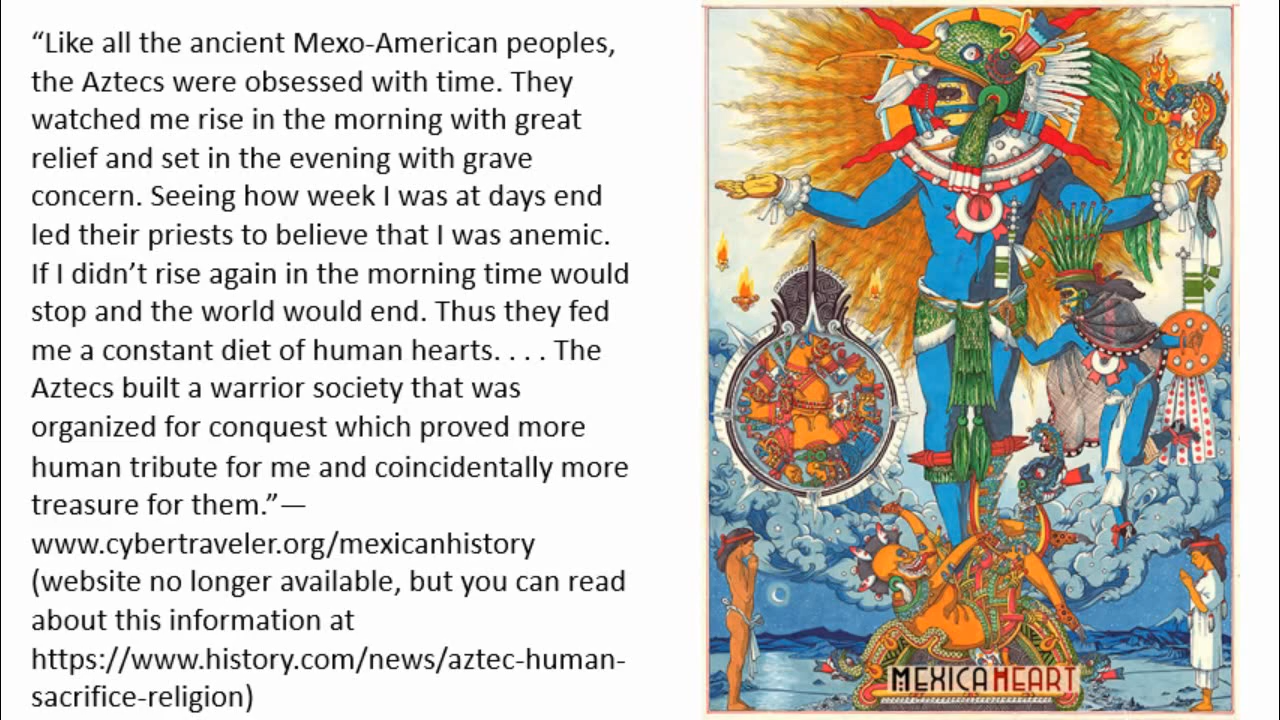 “Like all the ancient Mexo-American peoples,
the Aztecs were obsessed with time. They
watched me rise in the morning with great
relief and set in the evening with grave
concern. Seeing how week I was at days end
led their priests to believe that I was anemic.
If I didn’t rise again in the morning time would
stop and the world would end. Thus they fed
me a constant diet of human hearts. . . . The
Aztecs built a warrior society that was
organized for conquest which proved more
human tribute for me and coincidentally more
treasure for them.”—
www.cybertraveler.org/mexicanhistory
(website no longer available, but you can read
about this information at
https://www.history.com/news/aztec-human-
sacrifice-religion)
MEXICA HEART